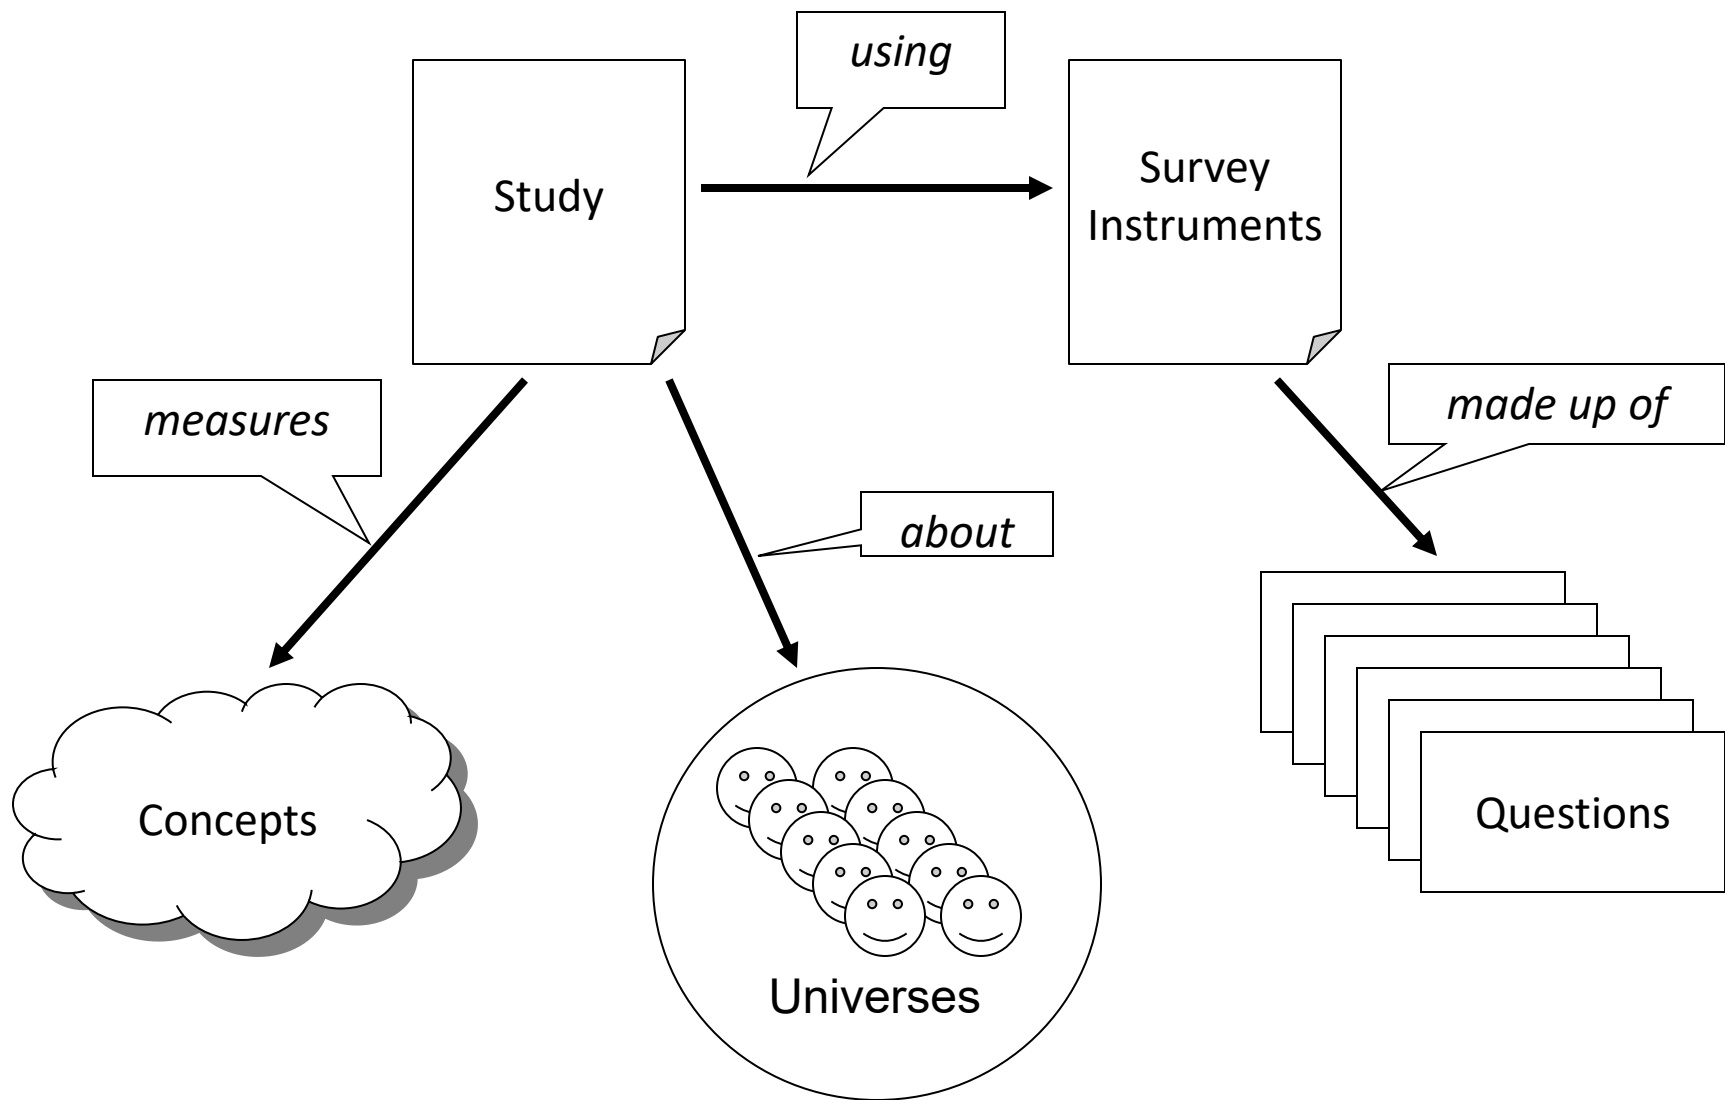 using
Study
Survey
Instruments
measures
made up of
about
Concepts
Questions
Universes